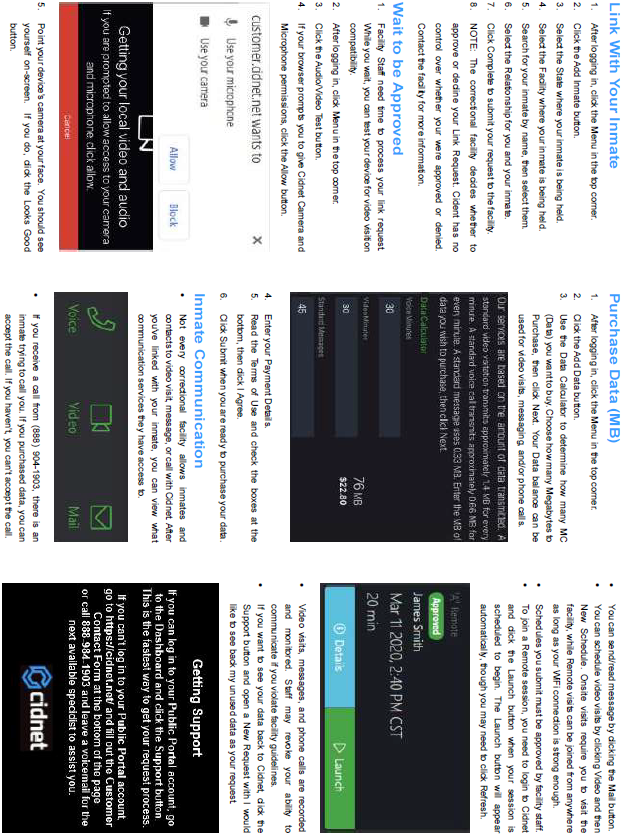 Link With Your Inmate
1. After logging in, click the Menu in the top corner.
2. Click the Add Inmate button.
3. Select the State where your inmate is being held.
4. Select the Facility where your inmate is being held.
5. Search for your inmate by name, then select them.
6. Select the Relationship for you and your inmate.
7. Click Complete to submit your request to the facility.
8. NOTE: The correctional facility decides whether to
approve or decline your Link Request. Cident has no
control over whether your were approved or denied.
Contact the facility for more information.
Wait to be Approved
1. Facility Staff need time to process your link request.
While you wait, you can test your device for video visition
compatibility.
2. After logging in, click Menu in the top corner.
3. Click the Audio/Video Test button.
4. If your browser prompts you to give Cidnet Camera and
Microphone permissions, click the Allow button.
customer.cidnet.net wants to
×
Use your microphone
Use your camera
Allow
Block
Getting your local video and audio
If you are prompted to allow access to your camera
and microphone click allow.
Cancel
5. Point your device's camera at your face. You should see
yourself on-screen. If you do, click the Looks Good
button.
Purchase Data (MB)
1. After logging in, click the Menu in the top corner.
2. Click the Add Data button.
3. Use the Data Calculator to determine how many MC
(Data) you want to buy. Choose how many Megabytes to
Purchase, then click Next. Your Data balance can be
used for video visits, messaging, and/or phone calls.
Our services are based on the amount of data transmitted. A
standard video visitation transmits approximately 1.4 MB for every
minute. A standard voice call transmits approximately 0.66 MB for
even minute. A standard message uses 0.33 MB. Enter the MB of
data you wish to purchase, then click Next.
Data Calculator
Voice Minutes
30
Video Minutes
30
Standard Messages
45
76 MB
$22.80
4. Enter your Payment Details.
5. Read the Terms of Use and check the boxes at the
bottom, then click I Agree.
6. Click Submit when you are ready to purchase your data.
Inmate Communication
• Not every correctional facility allows inmates and
contacts to video visit, message, or call with Cidnet. After
you've linked with your inmate, you can view what
communication services they have access to.
Voice
Video
Mail
• If you receive a call from (888) 904-1903, there is an
inmate trying to call you. If you purchased data, you can
accept the call. If you haven't, you can't accept the call.
• You can send/read message by clicking the Mail button.
• You can schedule video visits by clicking Video and the
New Schedule. Onsite visits require you to visit the
facility, while Remote visits can be joined from anywhere
as long as your WiFi connection is strong enough.
• Schedules you submit must be approved by facility staff.
• To join a Remote session, you need to login to Cidnet
and click the Launch button when your session is
scheduled to begin. The Launch button will appear
automatically, though you may need to click Refresh.
Remote
Approved
James Smith
Mar 11 2020, 2:40 PM CST
20 min
Details
Launch
• Video visits, messages, and phone calls are recorded
and monitored. Staff may revoke your ability to
communicate if you violate facility guidelines.
• If you want to see your data back to Cidnet, click the
Support button and open a New Request with I would
like to see back my unused data as your request.
Getting Support
If you can log in to your Public Portal account, go
to the Dashboard and click the Support button.
This is the fastest way to get your request process.
If you can't log in to your Public Portal account,
go to https://cidnet.net/ and fill out the Customer
Contact Form at the bottom of the page
or call 888.984.1903 and leave a voicemail for the
next available specialist to assist you.
cidnet